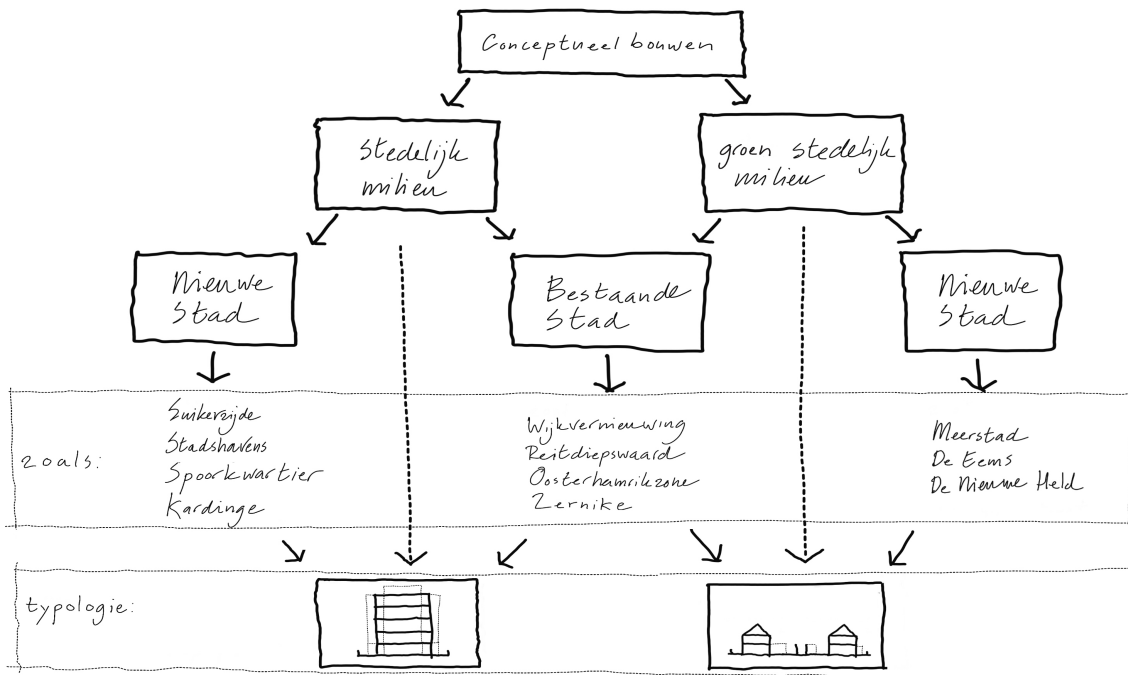 Conceptueel bouwen
stedelijk
milieu
groen stedelijk
milieu
Nieuwe
Stad
Bestaande
Stad
Nieuwe
Stad
zoals:
Suikerzijde
Stadshavens
Spoorkwartier
Kardinge
Wijkvernieuwing
Reitdiepswaard
Oosterhamrikzone
Zernike
Meerstad
De Eems
De Nieuwe Held
typologie: